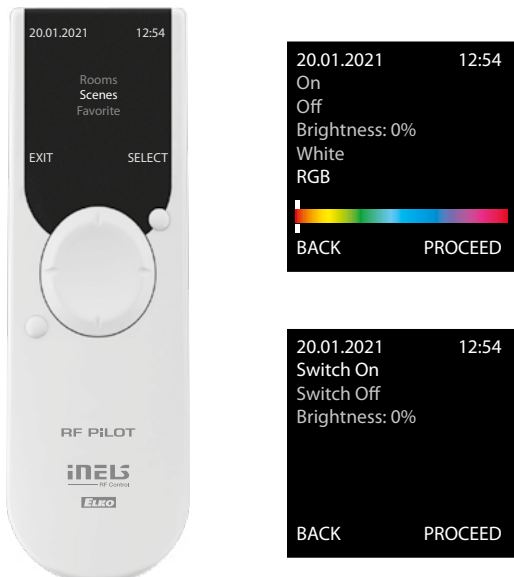 20.01.2021 12:54
Rooms
Scenes
Favorite
EXIT SELECT
RF PILOT
iNELS
RF Control
ELKO
20.01.2021 12:54
On
Off
Brightness: 0%
White
RGB
BACK PROCEED
20.01.2021 12:54
Switch On
Switch Off
Brightness: 0%
BACK PROCEED